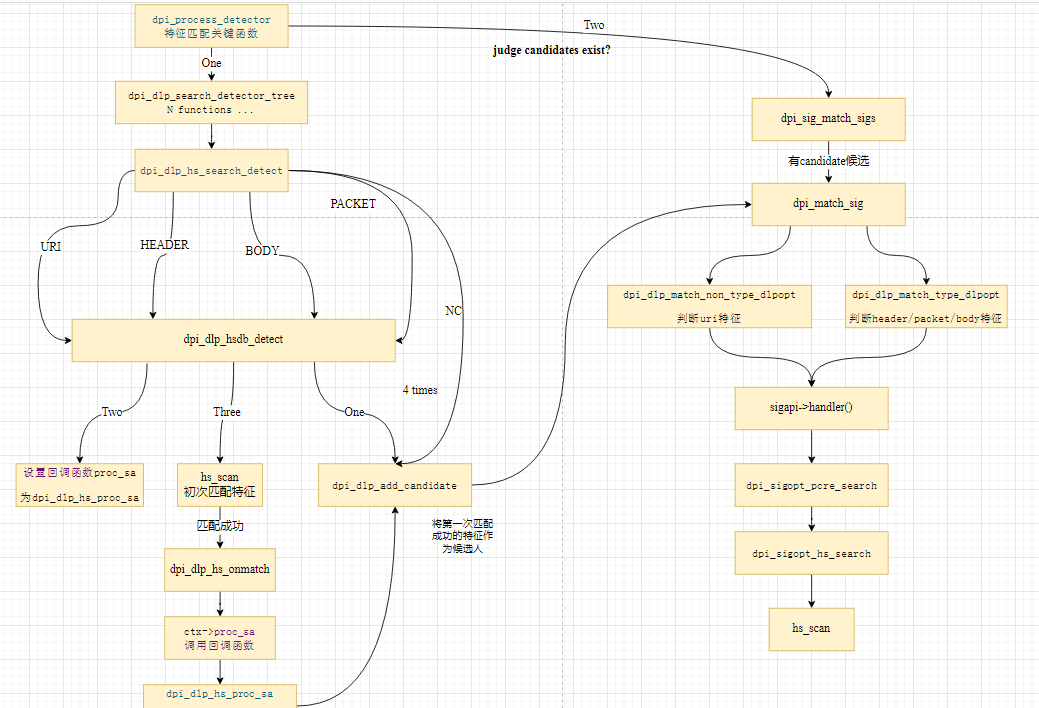 dpi_process_detector
特征匹配关键函数
Two
judge candidates exist?
One
dpi_dlp_search_detector_tree
N functions ...
dpi_sig_match_sigs
有candidate候选
dpi_dlp_hs_search_detect
PACKET
dpi_match_sig
URI
HEADER
BODY
dpi_dlp_match_non_type_dlpopt
判断uri特征
dpi_dlp_match_type_dlpopt
判断header/packet/body特征
NC
dpi_dlp_hsdb_detect
4 times
Two
Three
One
sigapi->handler()
设置回调函数proc_sa
为dpi_dlp_hs_proc_sa
hs_scan
初次匹配特征
dpi_dlp_add_candidate
dpi_sigopt_pcre_search
匹配成功
将第一次匹配
成功的特征作
为候选人
dpi_sigopt_hs_search
dpi_dlp_hs_onmatch
ctx->proc_sa
调用回调函数
hs_scan
dpi_dlp_hs_proc_sa